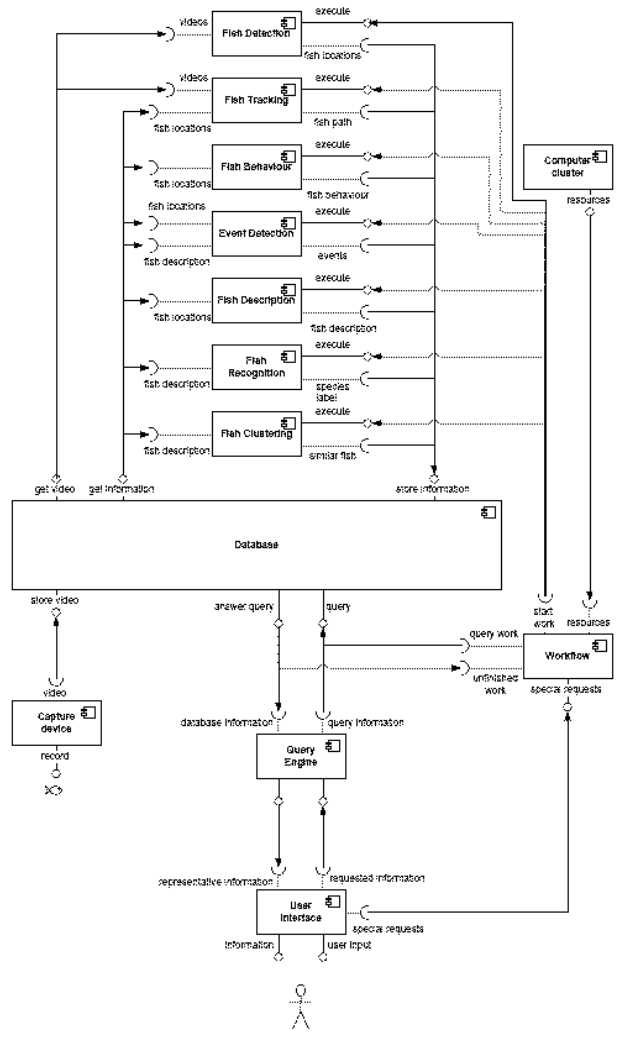 videos
execute
Fish Detection
fish locations
videos
execute
Fish Tracking
fish locations
fish path
execute
Fish Behaviour
fish locations
fish behaviour
Computer
cluster
resources
fish locations
execute
Event Detection
fish description
events
execute
Fish Description
fish locations
fish description
execute
Fish
Recognition
fish description
species
label
execute
Fish Clustering
fish description
similar fish
get video
get information
store information
Database
store video
answer query
query
start
work
resources
query work
Workflow
unfinished
work
special requests
video
Capture
device
record
database information
query information
Query
Engine
representative information
requested information
User
Interface
special requests
information
user input